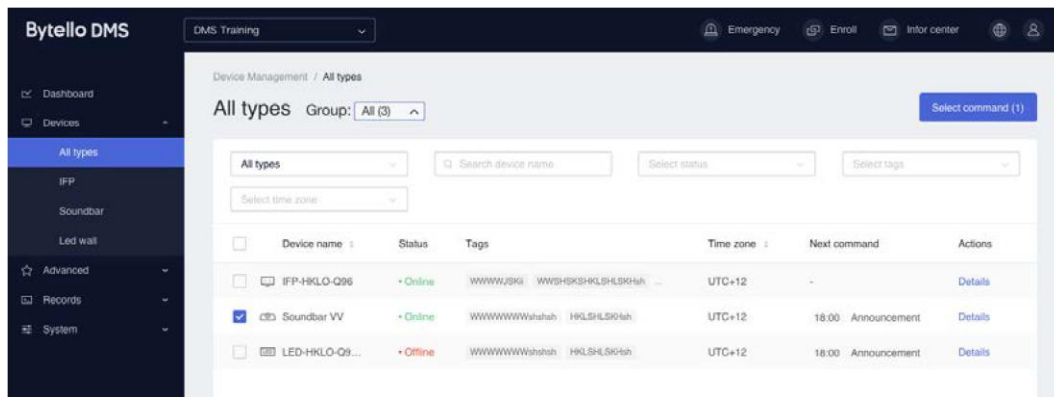 Bytello DMS
DMS Training
Emergency
Enroll
Infor center
Dashboard
Devices
All types
IFP
Soundbar
Led wall
Advanced
Records
System
Device Management / All types
All types Group: All (3)
Select command (1)
All types
Search device name
Select status
Select tags
Select time zone
Device name Status Tags Time zone Next command Actions
IFP-HKLO-Q96 • Online UTC+12 - Details
Soundbar VV • Online WWWWWWWshshsh HKLSHLSKHsh UTC+12 18:00 Announcement Details
LED-HKLO-Q9... • Offline WWWWWWWshshsh HKLSHLSKHsh UTC+12 18:00 Announcement Details